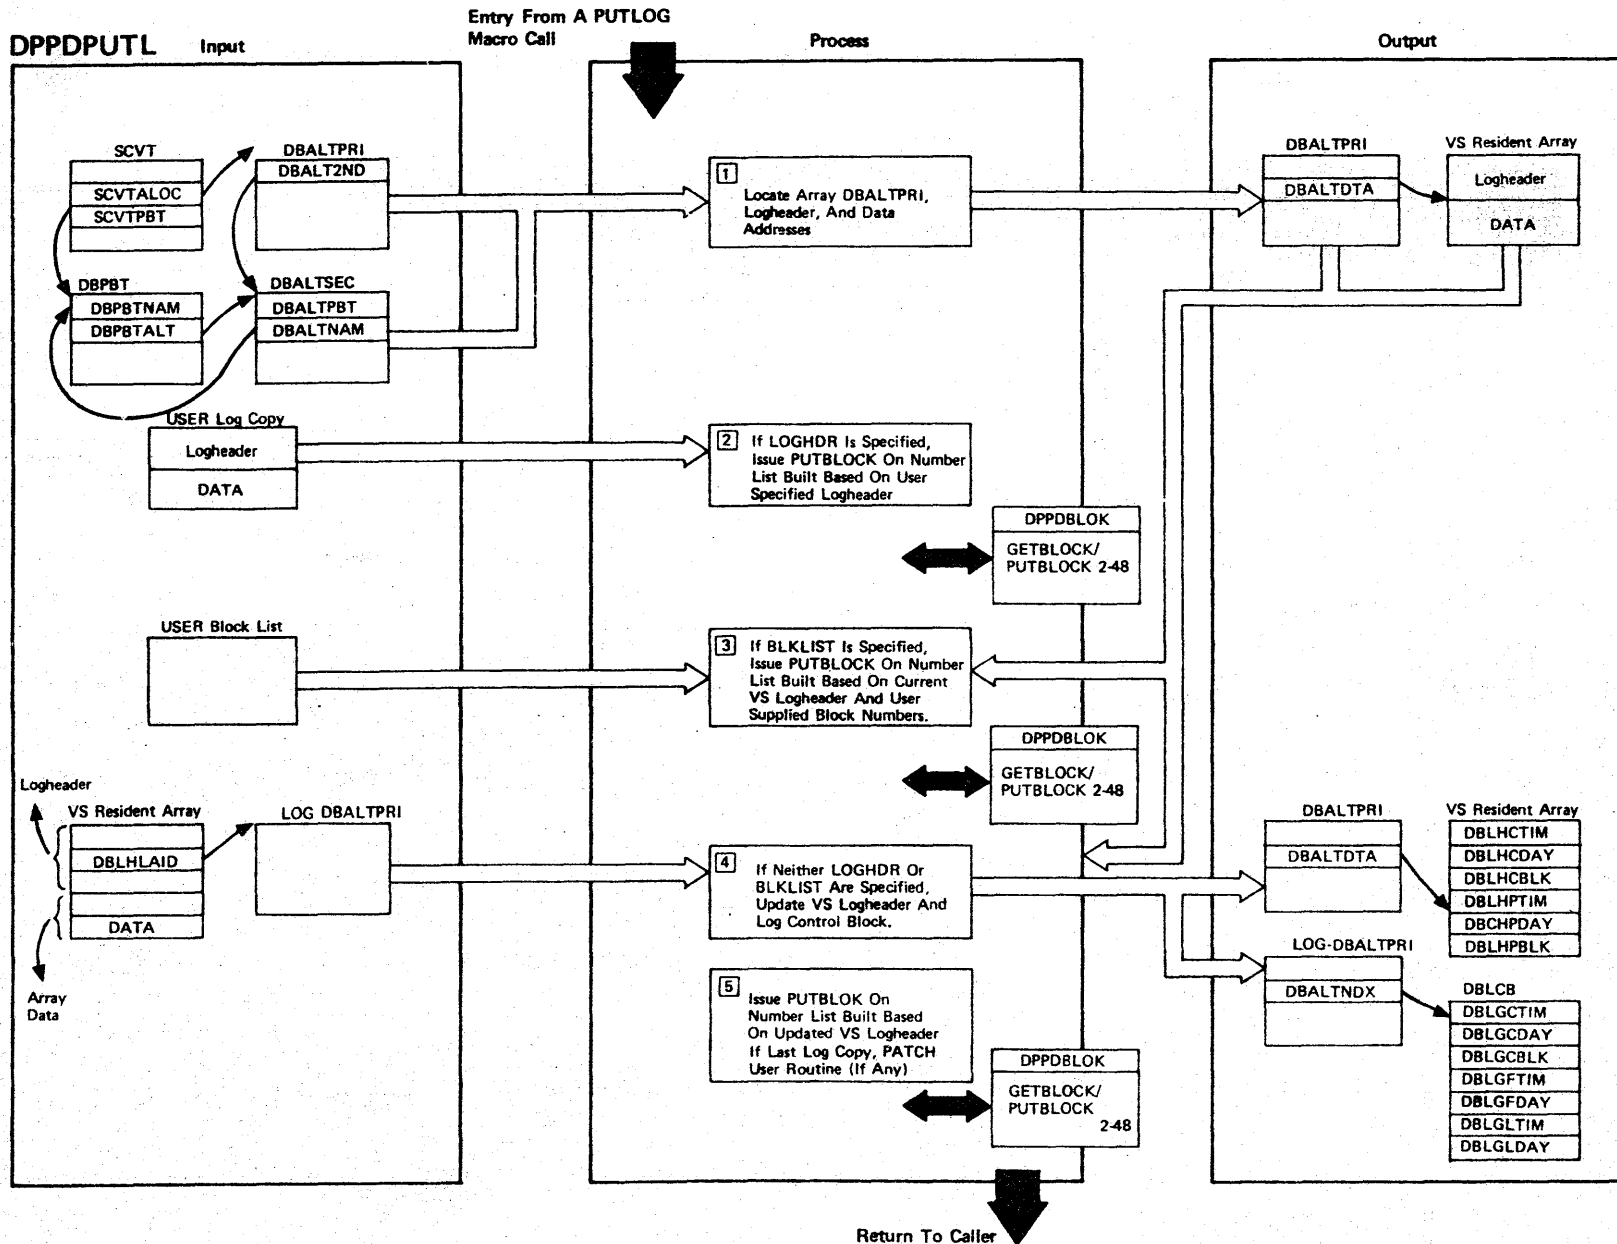 Entry From A PUTLOG
Macro Call
DPPDPUTL
Input
Process
Output
SCVT
SCVTALOC
SCVTPBT
DBALTPRI
DBALT2ND
DBPBT
DBPBTNAM
DBPBTALT
DBALTSEC
DBALTPBT
DBALTNAM
USER Log Copy
Logheader
DATA
USER Block List
Logheader
VS Resident Array
DBLHLAID
DATA
Array
Data
LOG DBALTPRI
1
Locate Array DBALTPRI,
Logheader, And Data
Addresses
2
If LOGHDR Is Specified,
Issue PUTBLOCK On Number
List Built Based On User
Specified Logheader
DPPDBLOK
GETBLOCK/
PUTBLOCK 2-48
3
If BLKLIST Is Specified,
Issue PUTBLOCK On Number
List Built Based On Current
VS Logheader And User
Supplied Block Numbers.
DPPDBLOK
GETBLOCK/
PUTBLOCK 2-48
4
If Neither LOGHDR Or
BLKLIST Are Specified,
Update VS Logheader And
Log Control Block.
5
Issue PUTBLOK On
Number List Built Based
On Updated VS Logheader
If Last Log Copy, PATCH
User Routine (If Any)
DPPDBLOK
GETBLOCK/
PUTBLOCK
2-48
Return To Caller
DBALTPRI
DBALTDTA
VS Resident Array
Logheader
DATA
DBALTPRI
DBALTDTA
VS Resident Array
DBLHCTIM
DBLHCDAY
DBLHCBLK
DBLHPTIM
DBCHPDAY
DBLHPBLK
LOG-DBALTPRI
DBALTNDX
DBLCB
DBLGCTIM
DBLGCDAY
DBLGCBLK
DBLGFTIM
DBLGFDAY
DBLGLTIM
DBLGLDAY